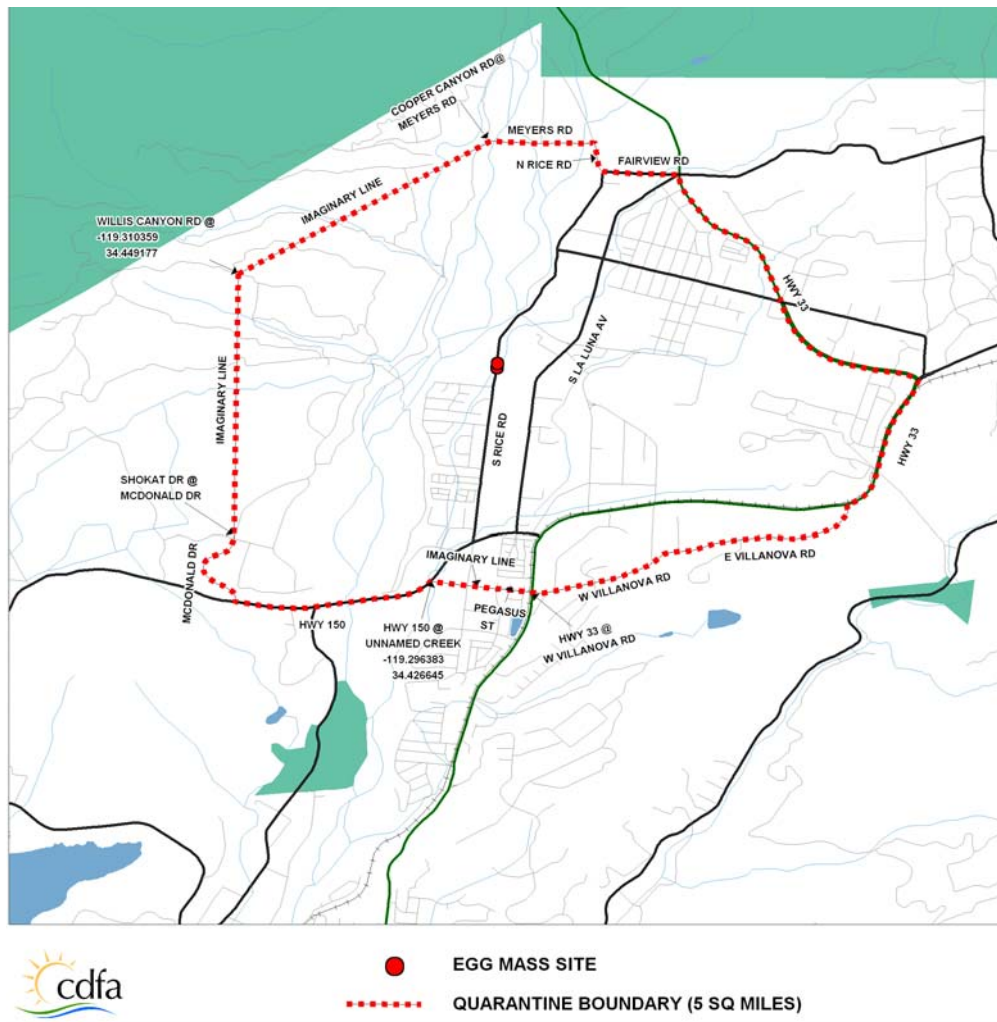 COOPER CANYON RD@
MEYERS RD
MEYERS RD
N RICE RD
FAIRVIEW RD
IMAGINARY LINE
WILLIS CANYON RD @
-119.310359
34.449177
HWY 33
S LA LUNA AV
IMAGINARY LINE
S RICE RD
HWY 33
SHOKAT DR @
MCDONALD DR
IMAGINARY LINE
E VILLANOVA RD
MCDONALD DR
W VILLANOVA RD
PEGASUS
ST
HWY 150
HWY 150 @
UNNAMED CREEK
-119.296383
34.426645
HWY 33 @
W VILLANOVA RD
cdfa
EGG MASS SITE
QUARANTINE BOUNDARY (5 SQ MILES)